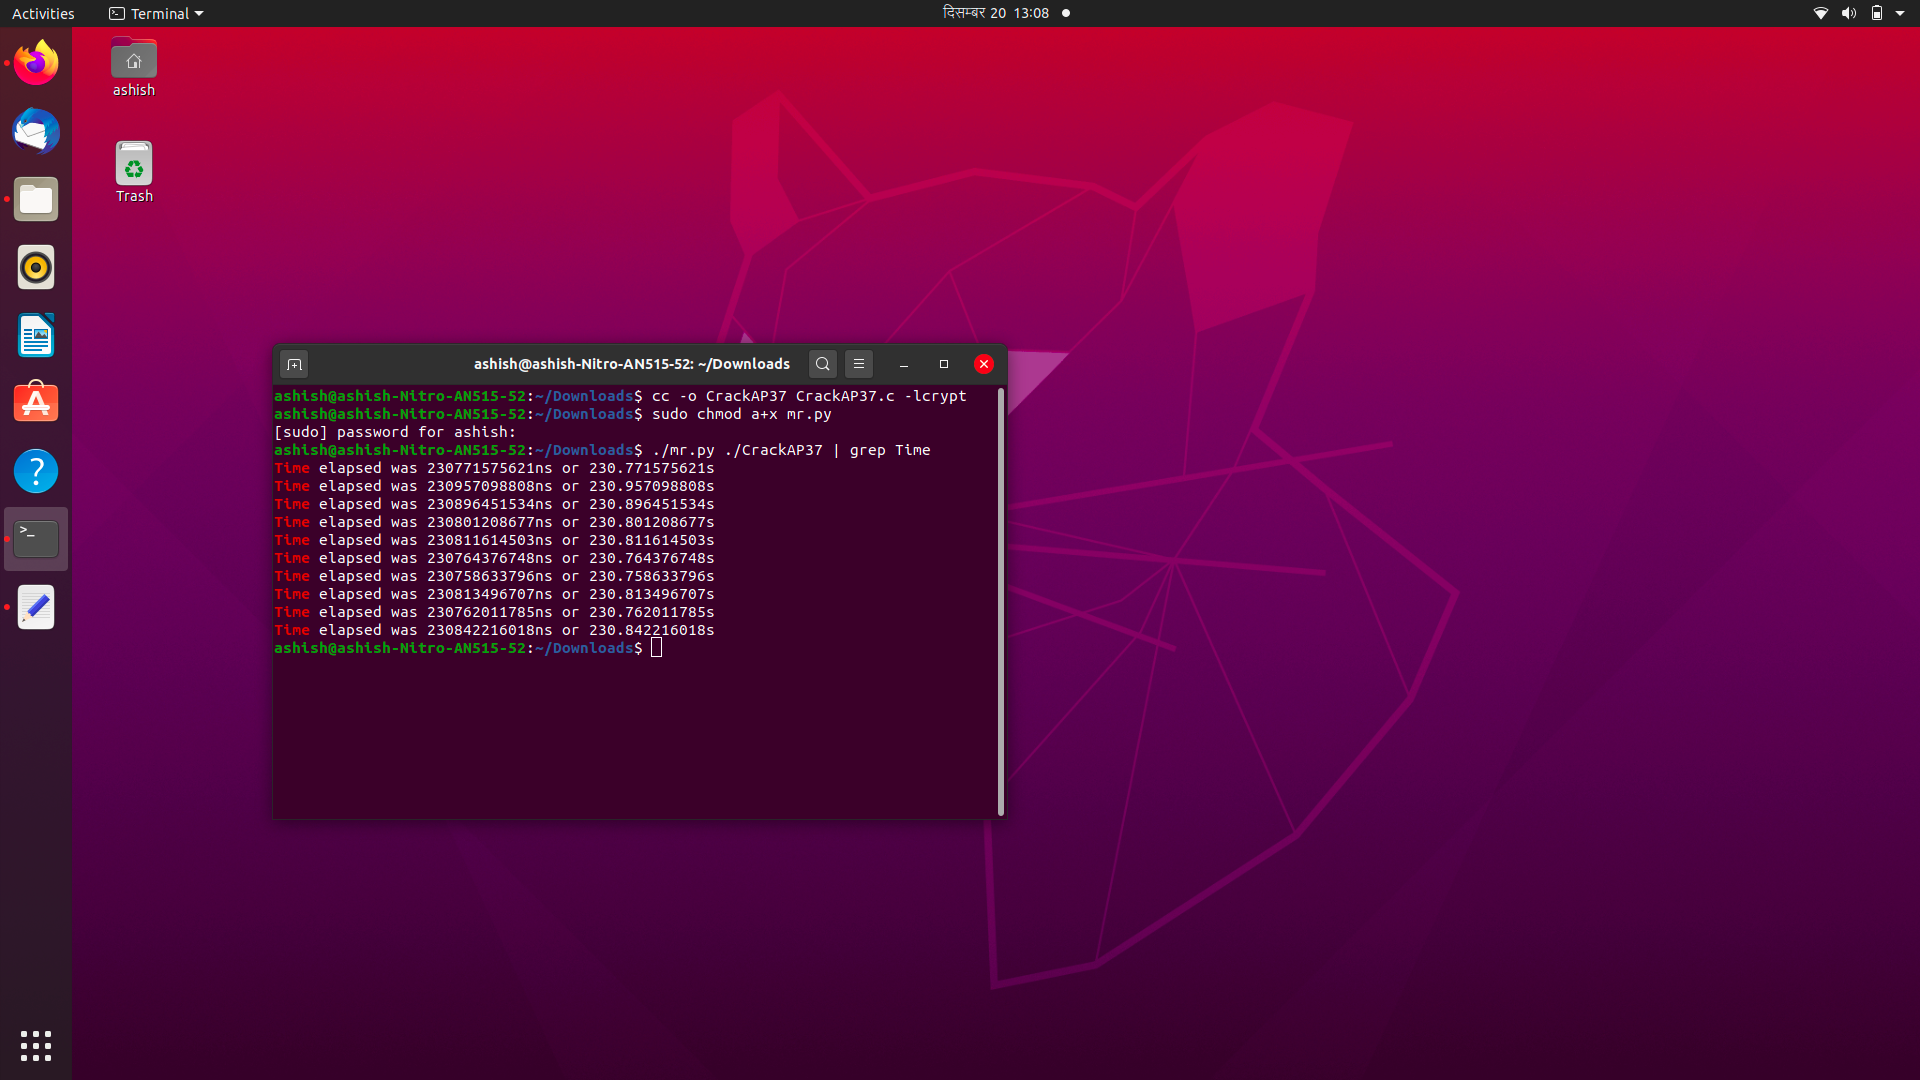 Activities
Terminal
दिसम्बर 20 13:08
ashish
Trash
ashish@ashish-Nitro-AN515-52: ~/Downloads
ashish@ashish-Nitro-AN515-52:~/Downloads$ cc -o CrackAP37 CrackAP37.c -lcrypt
ashish@ashish-Nitro-AN515-52:~/Downloads$ sudo chmod a+x mr.py
[sudo] password for ashish:
ashish@ashish-Nitro-AN515-52:~/Downloads$ ./mr.py ./CrackAP37 | grep Time
Time elapsed was 230771575621ns or 230.771575621s
Time elapsed was 230957098808ns or 230.957098808s
Time elapsed was 230896451534ns or 230.896451534s
Time elapsed was 230801208677ns or 230.801208677s
Time elapsed was 230811614503ns or 230.811614503s
Time elapsed was 230764376748ns or 230.764376748s
Time elapsed was 230758633796ns or 230.758633796s
Time elapsed was 230813496707ns or 230.813496707s
Time elapsed was 230762011785ns or 230.762011785s
Time elapsed was 230842216018ns or 230.842216018s
ashish@ashish-Nitro-AN515-52:~/Downloads$